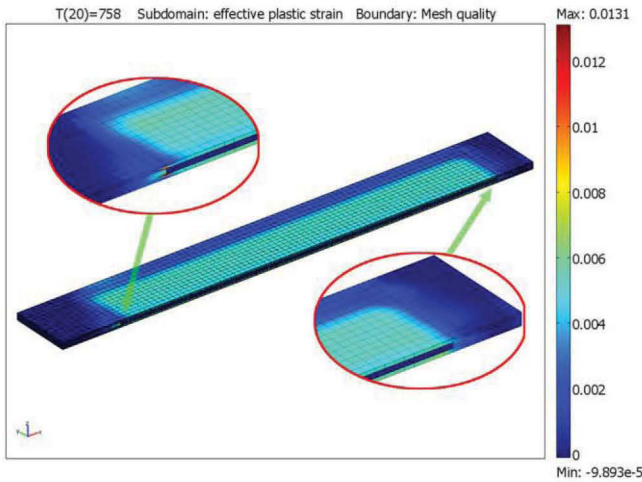 T(20)=758 Subdomain: effective plastic strain Boundary: Mesh quality
Max: 0.0131
0.012
0.01
0.008
0.006
0.004
0.002
0
Min: -9.893e-5